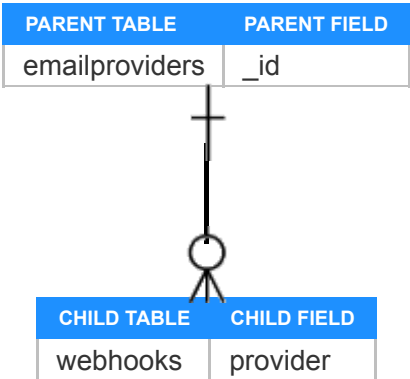 PARENT TABLE PARENT FIELD
emailproviders _id
CHILD TABLE CHILD FIELD
webhooks provider